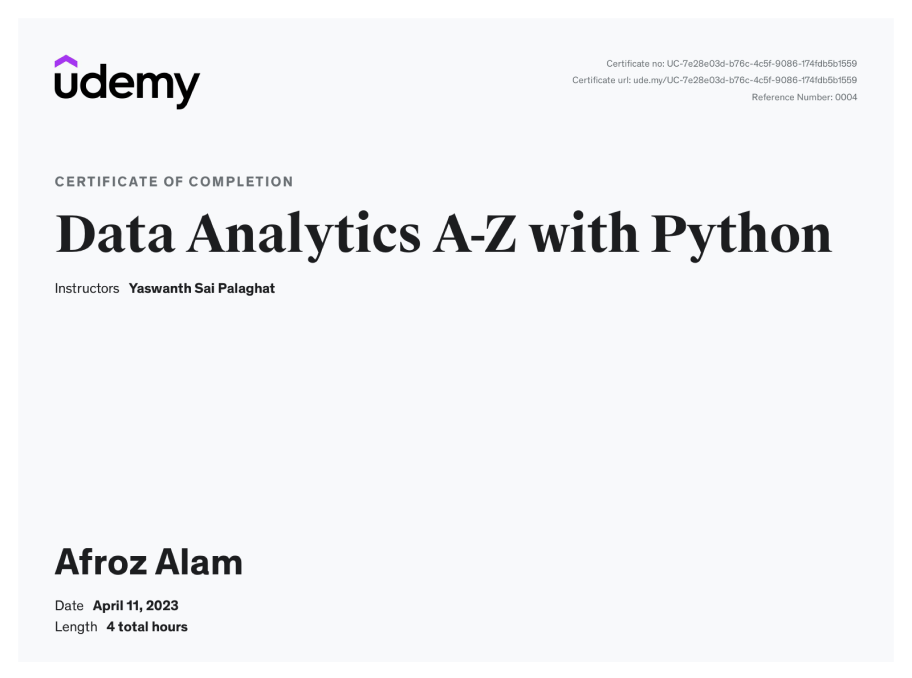 udemy
Certificate no: UC-7e28e03d-b76c-4c5f-9086-174fdb5b1559
Certificate url: ude.my/UC-7e28e03d-b76c-4c5f-9086-174fdb5b1559
Reference Number: 0004
CERTIFICATE OF COMPLETION
Data Analytics A-Z with Python
Instructors Yaswanth Sai Palaghat
Afroz Alam
Date April 11, 2023
Length 4 total hours